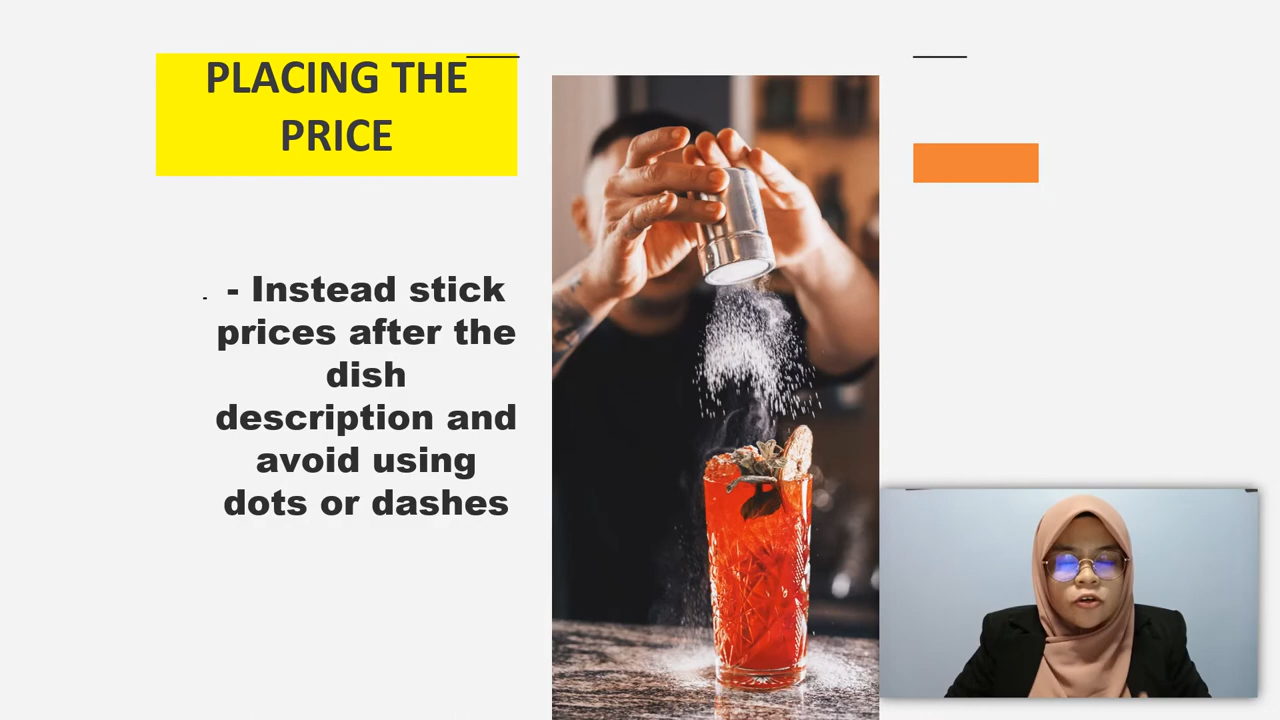 PLACING THE
PRICE
- Instead stick
prices after the
dish
description and
avoid using
dots or dashes